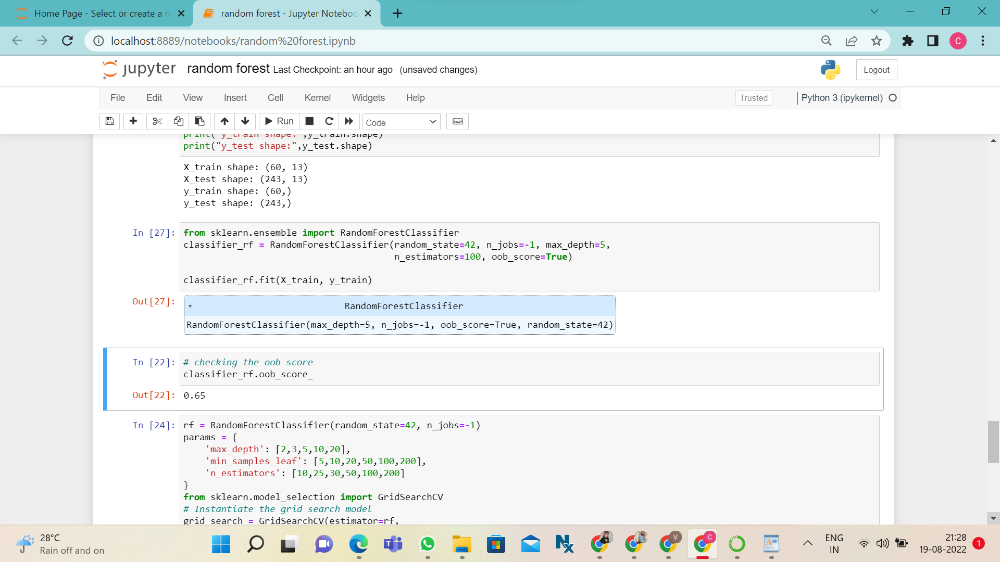 Home Page - Select or create a n
random forest - Jupyter Noteboo
localhost:8889/notebooks/random%20forest.ipynb
C
jupyter random forest Last Checkpoint: an hour ago (unsaved changes)
Logout
File Edit View Insert Cell Kernel Widgets Help
Trusted
Python 3 (ipykernel)
Run
Code
print("y_train shape:",y_train.shape)
print("y_test shape:",y_test.shape)
X_train shape: (60, 13)
X_test shape: (243, 13)
y_train shape: (60,)
y_test shape: (243,)
In [27]: from sklearn.ensemble import RandomForestClassifier
classifier_rf = RandomForestClassifier(random_state=42, n_jobs=-1, max_depth=5,
n_estimators=100, oob_score=True)
classifier_rf.fit(X_train, y_train)
Out[27]:
RandomForestClassifier
RandomForestClassifier(max_depth=5, n_jobs=-1, oob_score=True, random_state=42)
In [22]: # checking the oob score
classifier_rf.oob_score_
Out[22]: 0.65
In [24]: rf = RandomForestClassifier(random_state=42, n_jobs=-1)
params = {
'max_depth': [2,3,5,10,20],
'min_samples_leaf': [5,10,20,50,100,200],
'n_estimators': [10,25,30,50,100,200]
}
from sklearn.model_selection import GridSearchCV
# Instantiate the grid search model
grid_search = GridSearchCV(estimator=rf,
28°C
Rain off and on
V
C
ENG
IN
21:28
19-08-2022
1